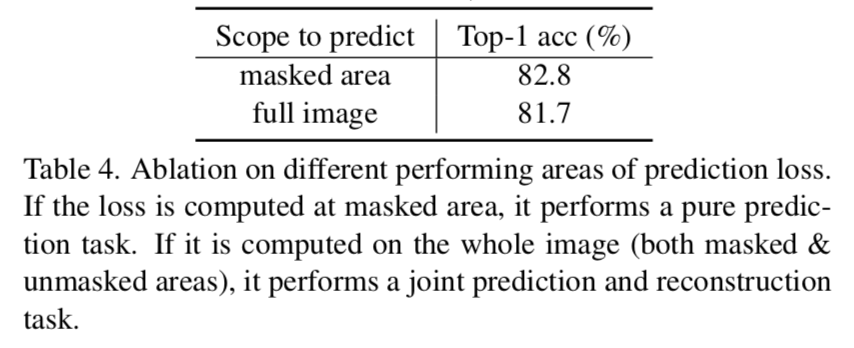 Scope to predict Top-1 acc (%)
masked area 82.8
full image 81.7
Table 4. Ablation on different performing areas of prediction loss.
If the loss is computed at masked area, it performs a pure predic-
tion task. If it is computed on the whole image (both masked &
unmasked areas), it performs a joint prediction and reconstruction
task.